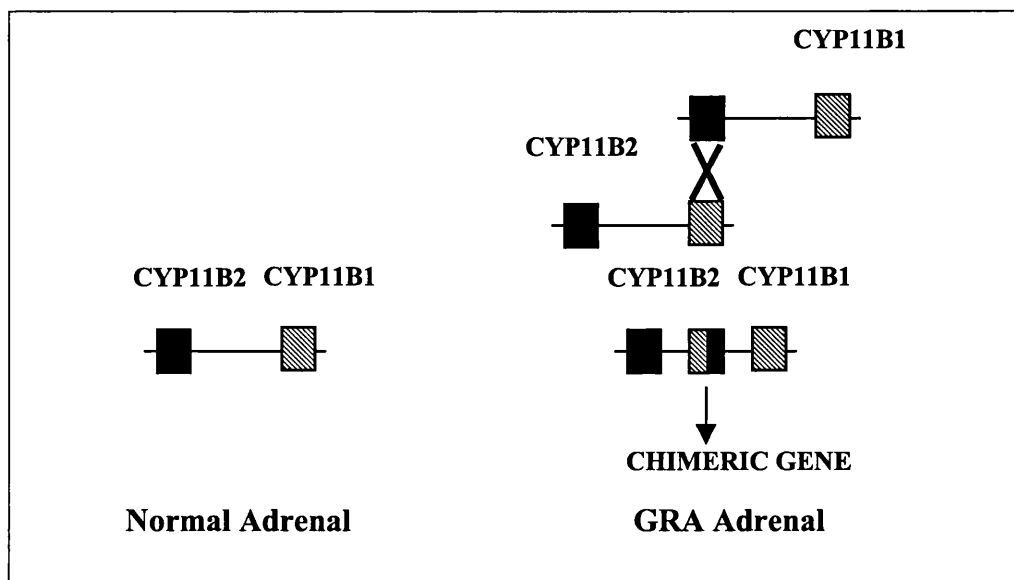 CYP11B1
CYP11B2
CYP11B2 CYP11B1
CYP11B2 CYP11B1
CHIMERIC GENE
Normal Adrenal
GRA Adrenal